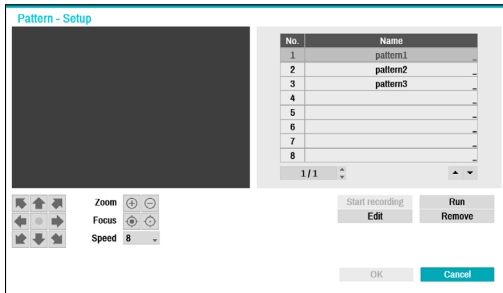 Pattern - Setup
No. Name
1 pattern1
2 pattern2
3 pattern3
4
5
6
7
8
1 / 1
Zoom
Focus
Speed 8
Start recording Run
Edit Remove
OK Cancel